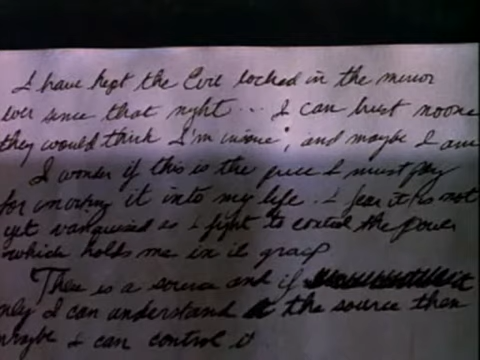 I have kept the Evil locked in the mirror
ever since that night... I can trust noone
they would think I'm insane, and maybe I am
I wonder if this is the price I must pay
for inviting it into my life. I fear it is not
yet vanquished as I fight to control the power
which holds me in it grasp
There is a source and if
only I can understand the source then
maybe I can control it